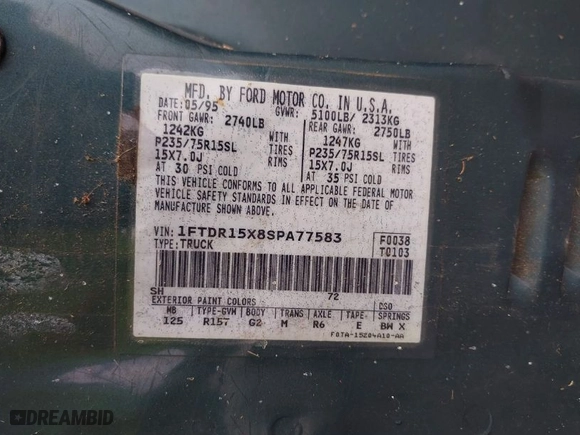 MFD. BY FORD MOTOR CO. IN U.S.A.
DATE: 05/95 GVWR: 5100LB/ 2313KG
FRONT GAWR: 2740LB REAR GAWR: 2750LB
1242KG WITH 1247KG WITH
P235/75R15SL TIRES P235/75R15SL TIRES
15X7.0J RIMS 15X7.0J RIMS
AT 30 PSI COLD AT 35 PSI COLD
THIS VEHICLE CONFORMS TO ALL APPLICABLE FEDERAL MOTOR
VEHICLE SAFETY STANDARDS IN EFFECT ON THE DATE OF
MANUFACTURE SHOWN ABOVE.
VIN: 1FTDR15X8SPA77583 F0038
TYPE: TRUCK T0103
SH 72
EXTERIOR PAINT COLORS DSO
MB TYPE-GVW BODY TRANS AXLE TAPE SPRINGS
125 R157 G2 M R6 E BW X
F07A-15204A10-AA
DREAMBID